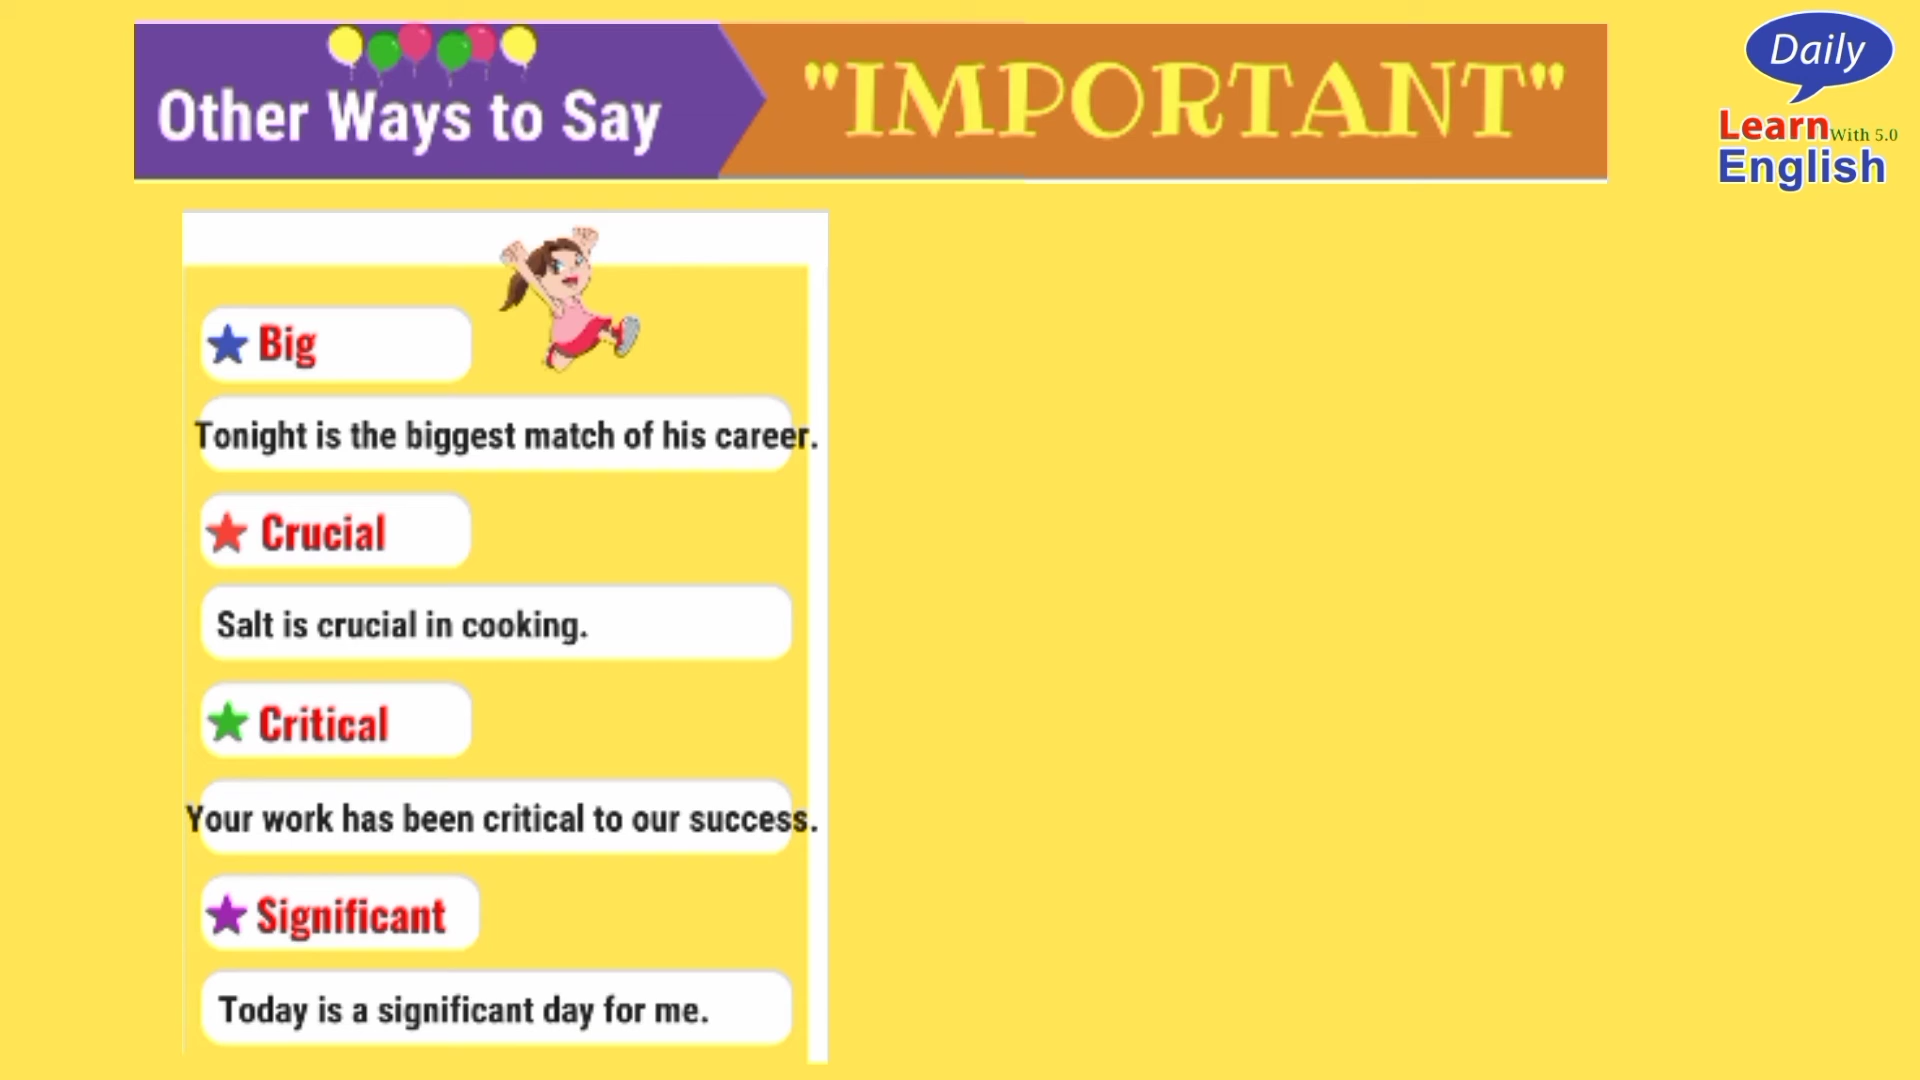 Other Ways to Say
"IMPORTANT"
Daily
Learn With 5.0
English
Big
Tonight is the biggest match of his career.
Crucial
Salt is crucial in cooking.
Critical
Your work has been critical to our success.
Significant
Today is a significant day for me.